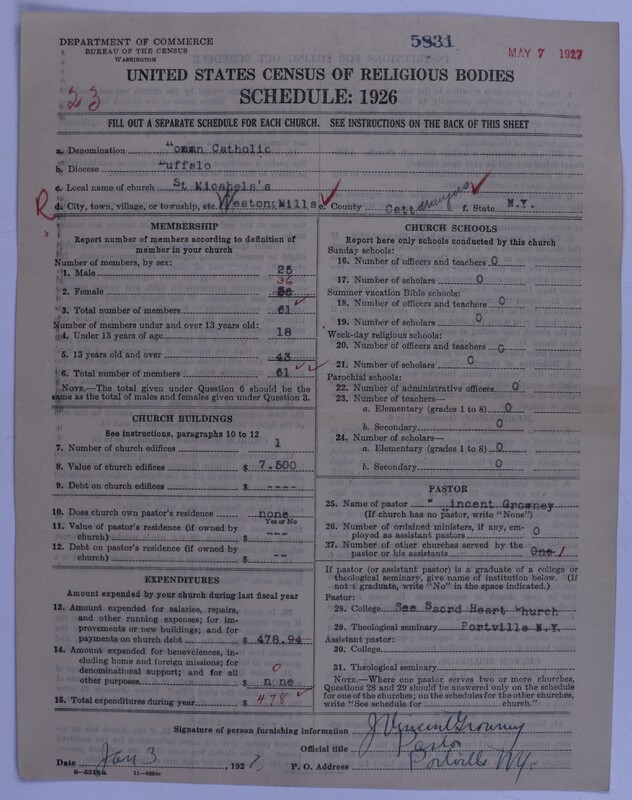 DEPARTMENT OF COMMERCE
BUREAU OF THE CENSUS
WASHINGTON
5831
MAY 7 1927
UNITED STATES CENSUS OF RELIGIOUS BODIES
SCHEDULE: 1926
23
FILL OUT A SEPARATE SCHEDULE FOR EACH CHURCH. SEE INSTRUCTIONS ON THE BACK OF THIS SHEET
a. Denomination Roman Catholic
b. Diocese Buffalo
c. Local name of church St Micahels's
R d. City, town, village, or township, etc. Weston Mills e. County Cattaraugus f. State N.Y.
MEMBERSHIP
Report number of members according to definition of
member in your church
Number of members, by sex:
1. Male 25
36
2. Female
3. Total number of members 61
Number of members under and over 13 years old:
4. Under 13 years of age 18
5. 13 years old and over 43
6. Total number of members 61
NOTE.—The total given under Question 6 should be the
same as the total of males and females given under Question 3.
CHURCH BUILDINGS
See instructions, paragraphs 10 to 12
7. Number of church edifices 1
8. Value of church edifices $ 7.500
9. Debt on church edifices $ ----
10. Does church own pastor's residence none
Yes or No
11. Value of pastor's residence (if owned by
church) $ ---
12. Debt on pastor's residence (if owned by
church) $ --
EXPENDITURES
Amount expended by your church during last fiscal year
13. Amount expended for salaries, repairs,
and other running expenses; for im-
provements or new buildings; and for
payments on church debt $ 478.94
14. Amount expended for benevolences, in-
cluding home and foreign missions; for
denominational support; and for all
other purposes $ none 0
15. Total expenditures during year $ 478
CHURCH SCHOOLS
Report here only schools conducted by this church
Sunday schools:
16. Number of officers and teachers 0
17. Number of scholars 0
Summer vacation Bible schools:
18. Number of officers and teachers 0
19. Number of scholars 0
Week-day religious schools:
20. Number of officers and teachers 0
21. Number of scholars 0
Parochial schools:
22. Number of administrative officers 0
23. Number of teachers—
a. Elementary (grades 1 to 8) 0
b. Secondary 0
24. Number of scholars—
a. Elementary (grades 1 to 8) 0
b. Secondary 0
PASTOR
25. Name of pastor Vincent Growney
(If church has no pastor, write "None")
26. Number of ordained ministers, if any, em-
ployed as assistant pastors 0
27. Number of other churches served by the
pastor or his assistants One 1
If pastor (or assistant pastor) is a graduate of a college or
theological seminary, give name of institution below. (If
not a graduate, write "No" in the space indicated.)
Pastor:
28. College See Sacrd Heart Church
29. Theological seminary Portville N.Y.
Assistant pastor:
30. College
31. Theological seminary
NOTE.—Where one pastor serves two or more churches,
Questions 28 and 29 should be answered only on the schedule
for one of the churches; on the schedules for the other churches,
write "See schedule for church."
Signature of person furnishing information J Vincent Growney
Official title Pastor
Date Jan 3, 1927 P. O. Address Portville N.Y.